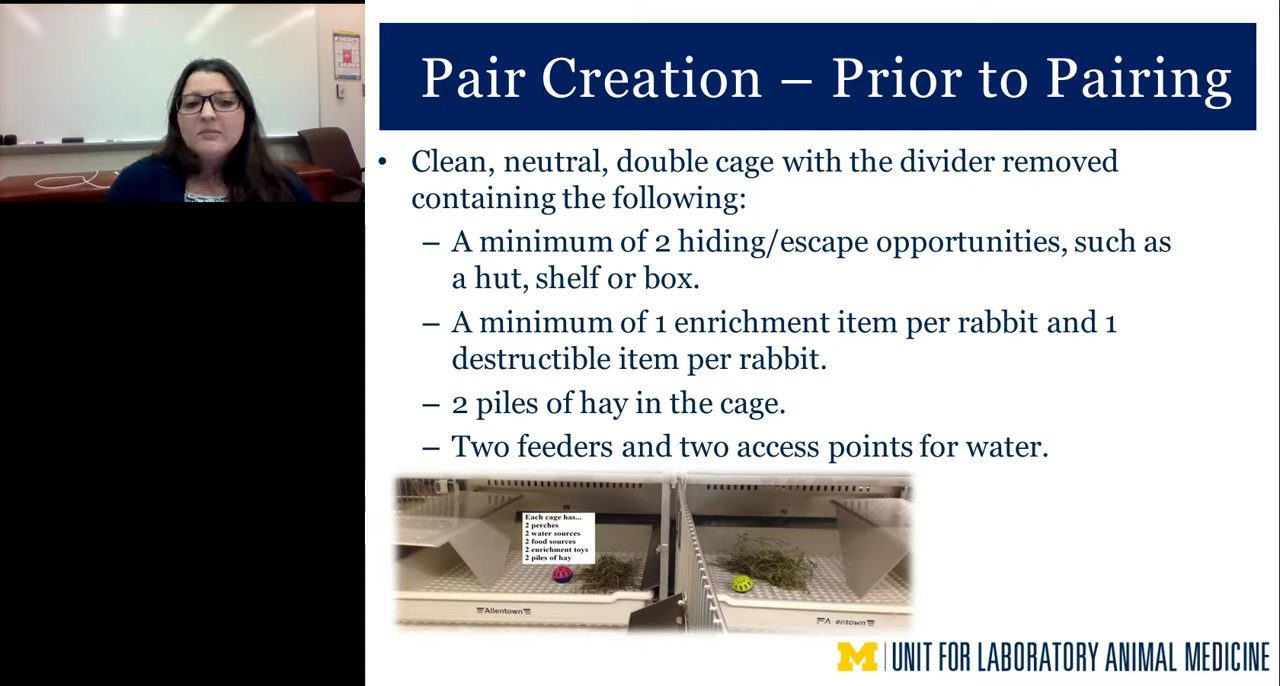 Pair Creation – Prior to Pairing
• Clean, neutral, double cage with the divider removed
containing the following:
– A minimum of 2 hiding/escape opportunities, such as
a hut, shelf or box.
– A minimum of 1 enrichment item per rabbit and 1
destructible item per rabbit.
– 2 piles of hay in the cage.
– Two feeders and two access points for water.
Each cage has...
2 perches
2 water sources
2 food sources
2 enrichment toys
2 piles of hay
Allentown
M | UNIT FOR LABORATORY ANIMAL MEDICINE